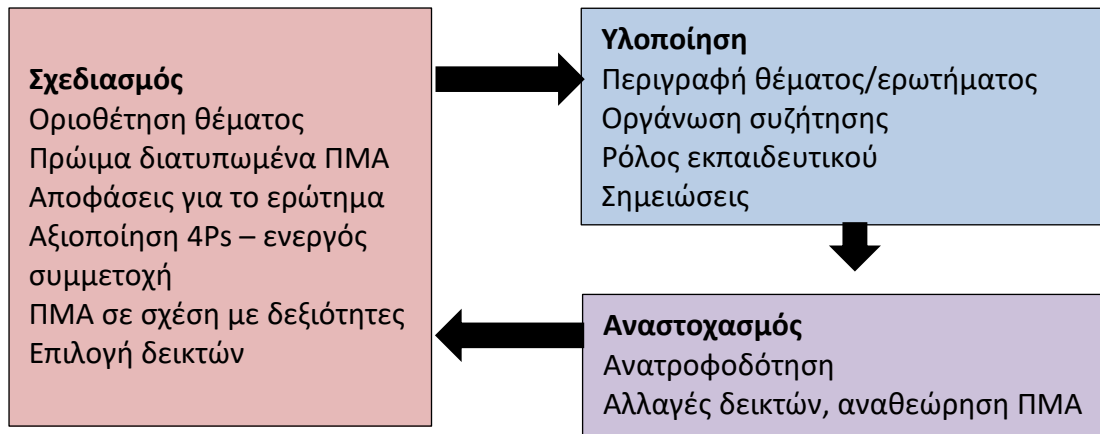 Σχεδιασμός
Οριοθέτηση θέματος
Πρώιμα διατυπωμένα ΠΜΑ
Αποφάσεις για το ερώτημα
Αξιοποίηση 4Ps – ενεργός
συμμετοχή
ΠΜΑ σε σχέση με δεξιότητες
Επιλογή δεικτών
Υλοποίηση
Περιγραφή θέματος/ερωτήματος
Οργάνωση συζήτησης
Ρόλος εκπαιδευτικού
Σημειώσεις
Αναστοχασμός
Ανατροφοδότηση
Αλλαγές δεικτών, αναθεώρηση ΠΜΑ